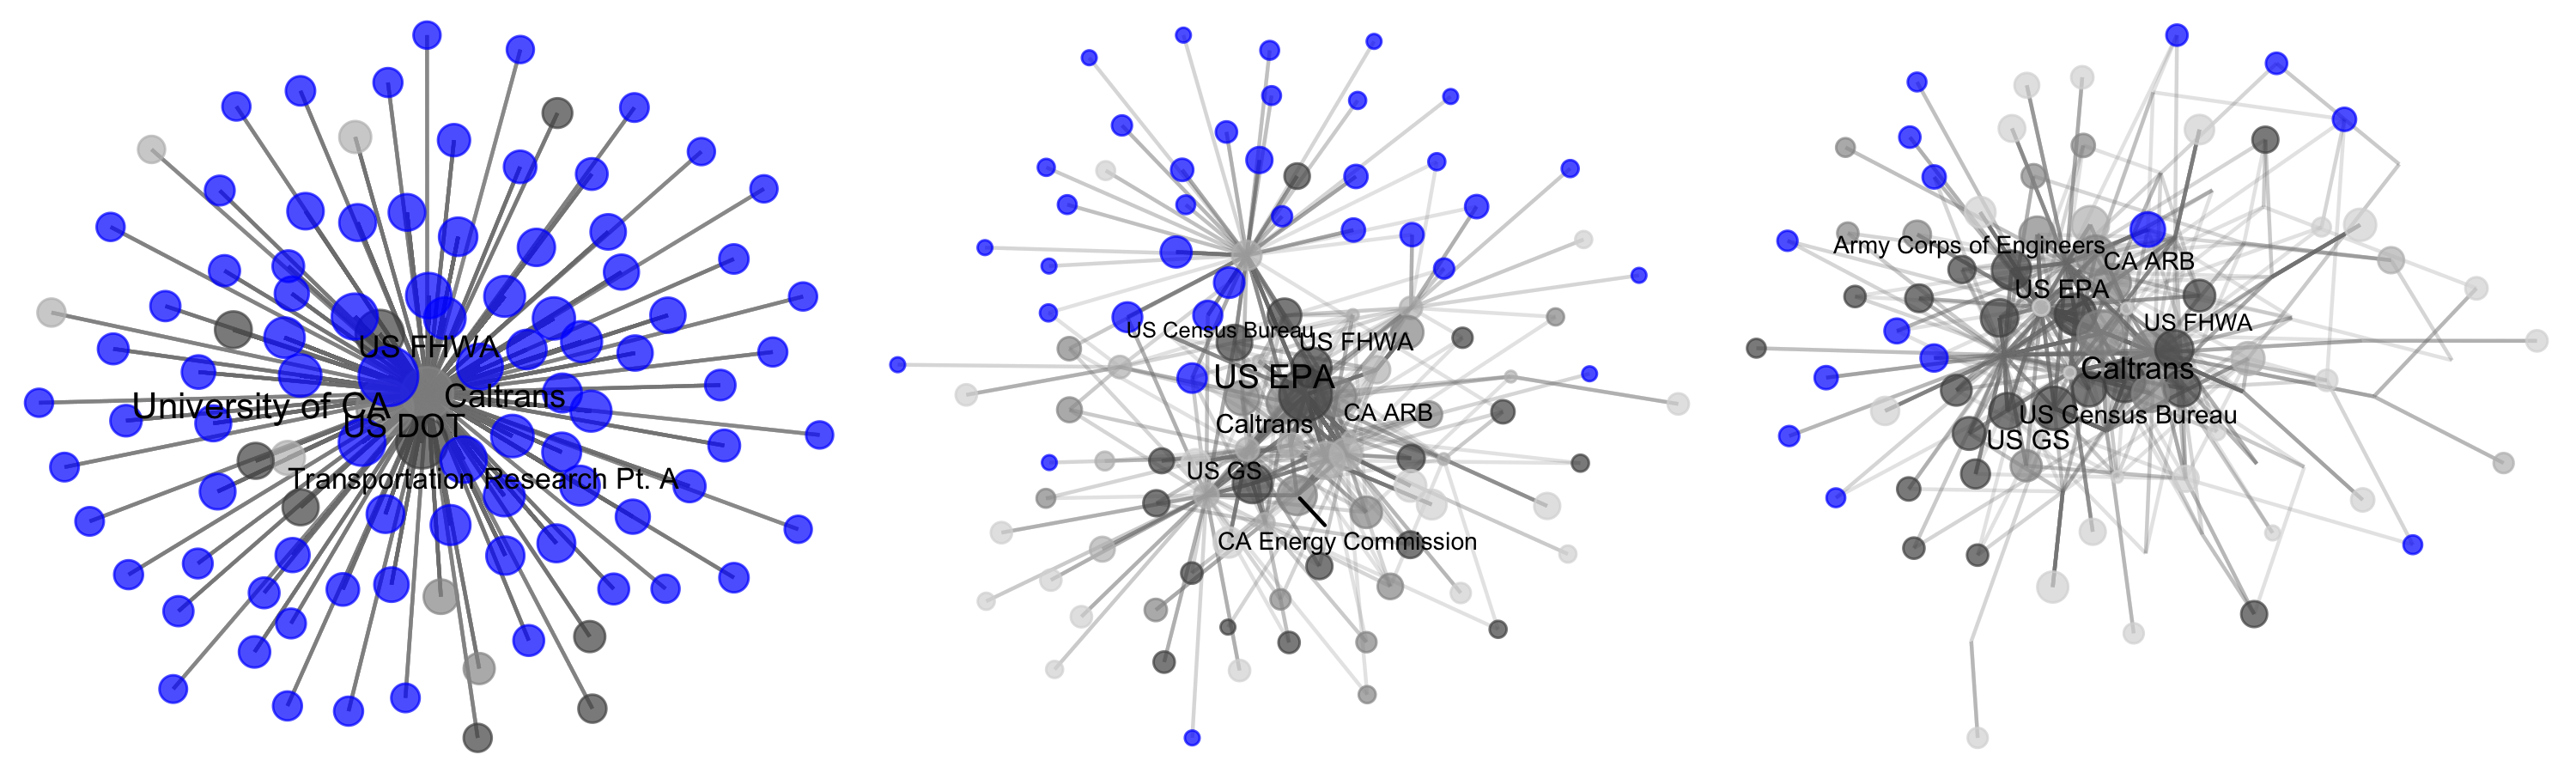 US FHWA
Caltrans
University of CA
US DOT
Transportation Research Pt. A
US Census Bureau
US FHWA
US EPA
CA ARB
Caltrans
US GS
CA Energy Commission
Army Corps of Engineers
CA ARB
US EPA
US FHWA
Caltrans
US Census Bureau
US GS